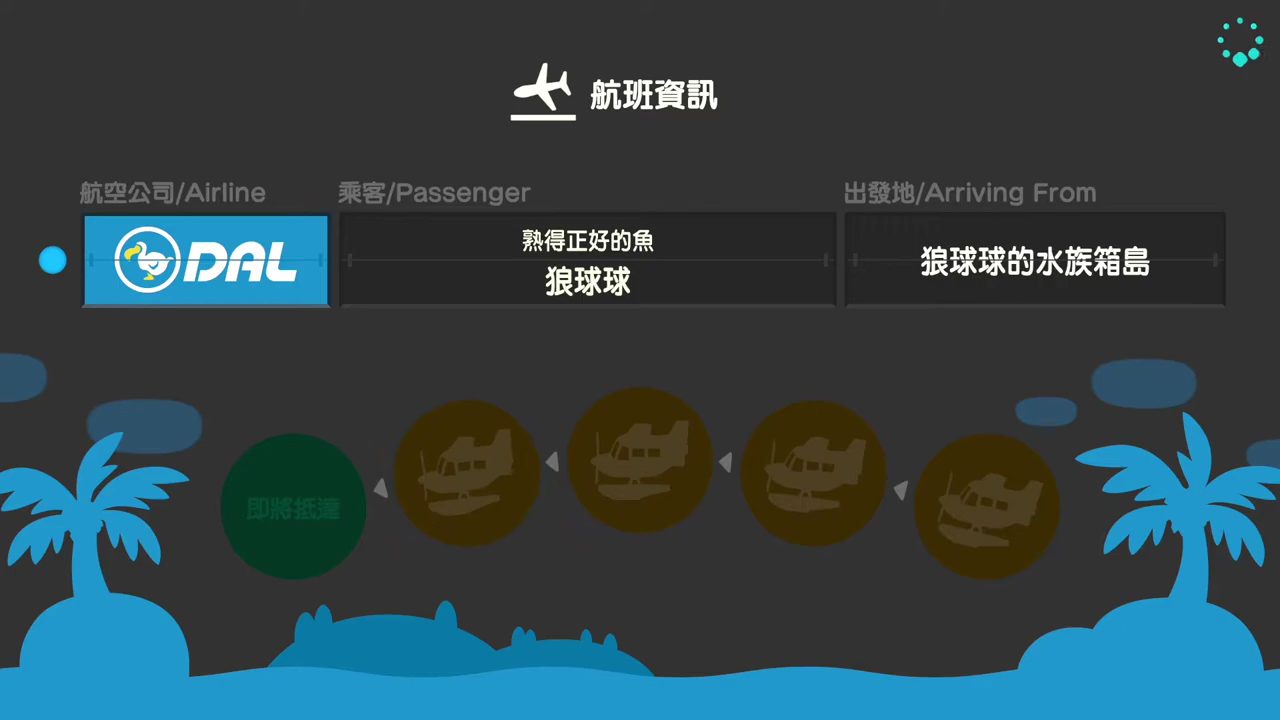 航班資訊
航空公司/Airline
乘客/Passenger
出發地/Arriving From
DAL
熟得正好的魚
狼球球
狼球球的水族箱島
即將抵達